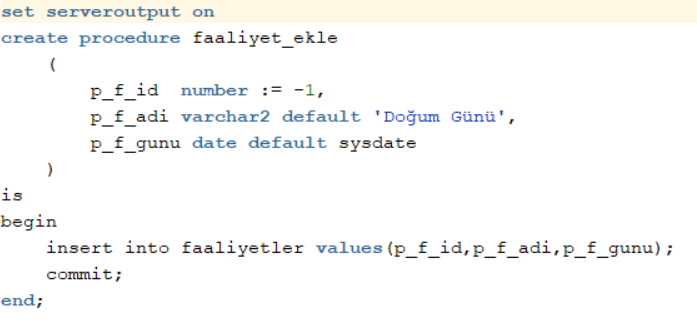 set serveroutput on
create procedure faaliyet_ekle
(
p_f_id number := -1,
p_f_adi varchar2 default 'Doğum Günü',
p_f_gunu date default sysdate
)
is
begin
insert into faaliyetler values(p_f_id,p_f_adi,p_f_gunu);
commit;
end;